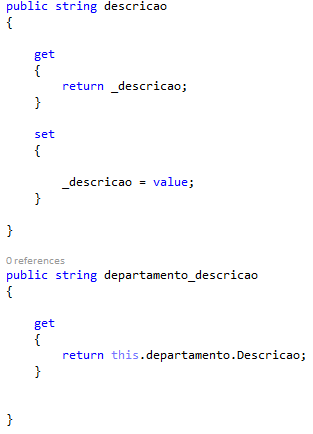 public string descricao
{
get
{
return _descricao;
}
set
{
_descricao = value;
}
}
0 references
public string departamento_descricao
{
get
{
return this.departamento.Descricao;
}
}